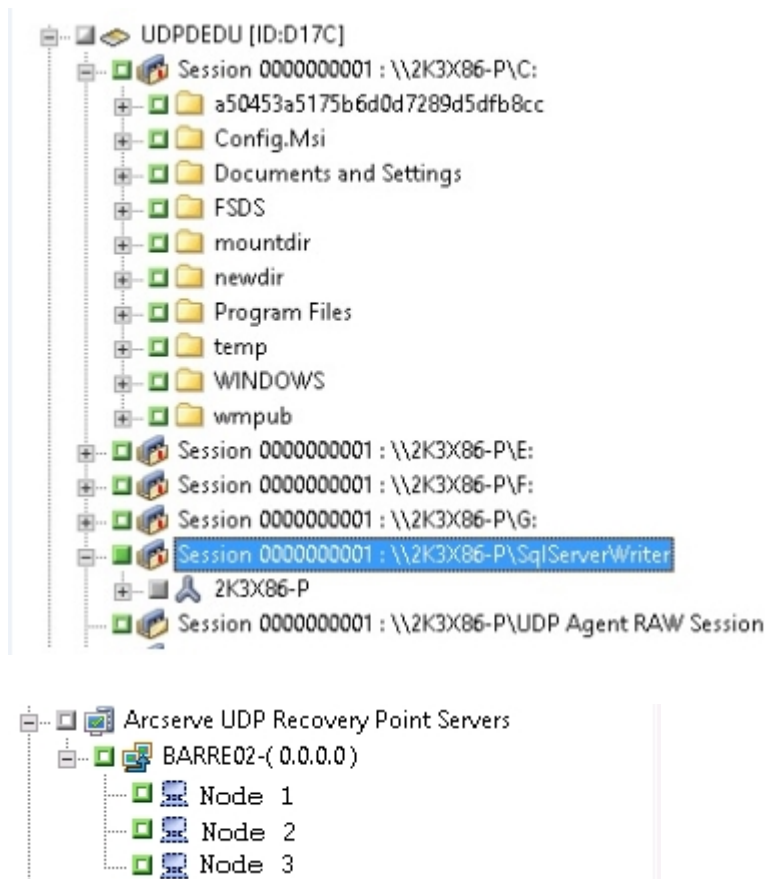 UDPDEDU [ID:D17C]
Session 0000000001 : \\2K3X86-P\C:
a50453a5175b6d0d7289d5dfb8cc
Config.Msi
Documents and Settings
FSDS
mountdir
newdir
Program Files
temp
WINDOWS
wmpub
Session 0000000001 : \\2K3X86-P\E:
Session 0000000001 : \\2K3X86-P\F:
Session 0000000001 : \\2K3X86-P\G:
Session 0000000001 : \\2K3X86-P\SqlServerWriter
2K3X86-P
Session 0000000001 : \\2K3X86-P\UDP Agent RAW Session
Arcserve UDP Recovery Point Servers
BARRE02-( 0.0.0.0 )
Node 1
Node 2
Node 3